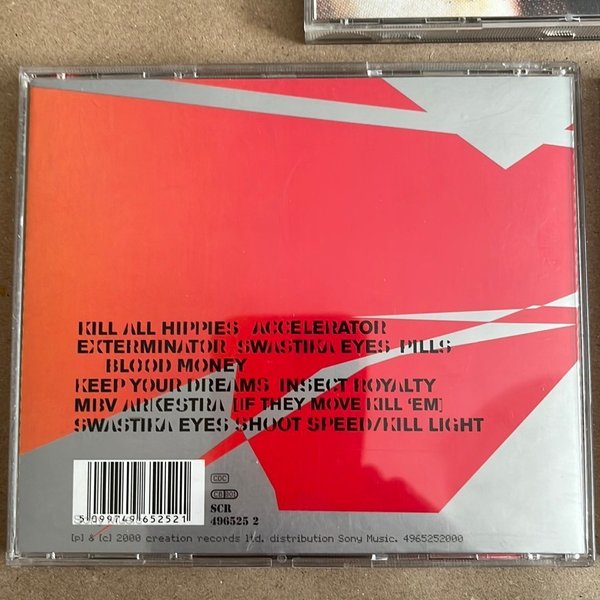 KILL ALL HIPPIES ACCELERATOR
EXTERMINATOR SWASTIKA EYES PILLS
BLOOD MONEY
KEEP YOUR DREAMS INSECT ROYALTY
MBV ARKESTRA [IF THEY MOVE KILL 'EM]
SWASTIKA EYES SHOOT SPEED/KILL LIGHT
CDC
SCR
496525 2
5 099749 652521
[p] & [c] 2000 creation records ltd. distribution Sony Music. 4965252000